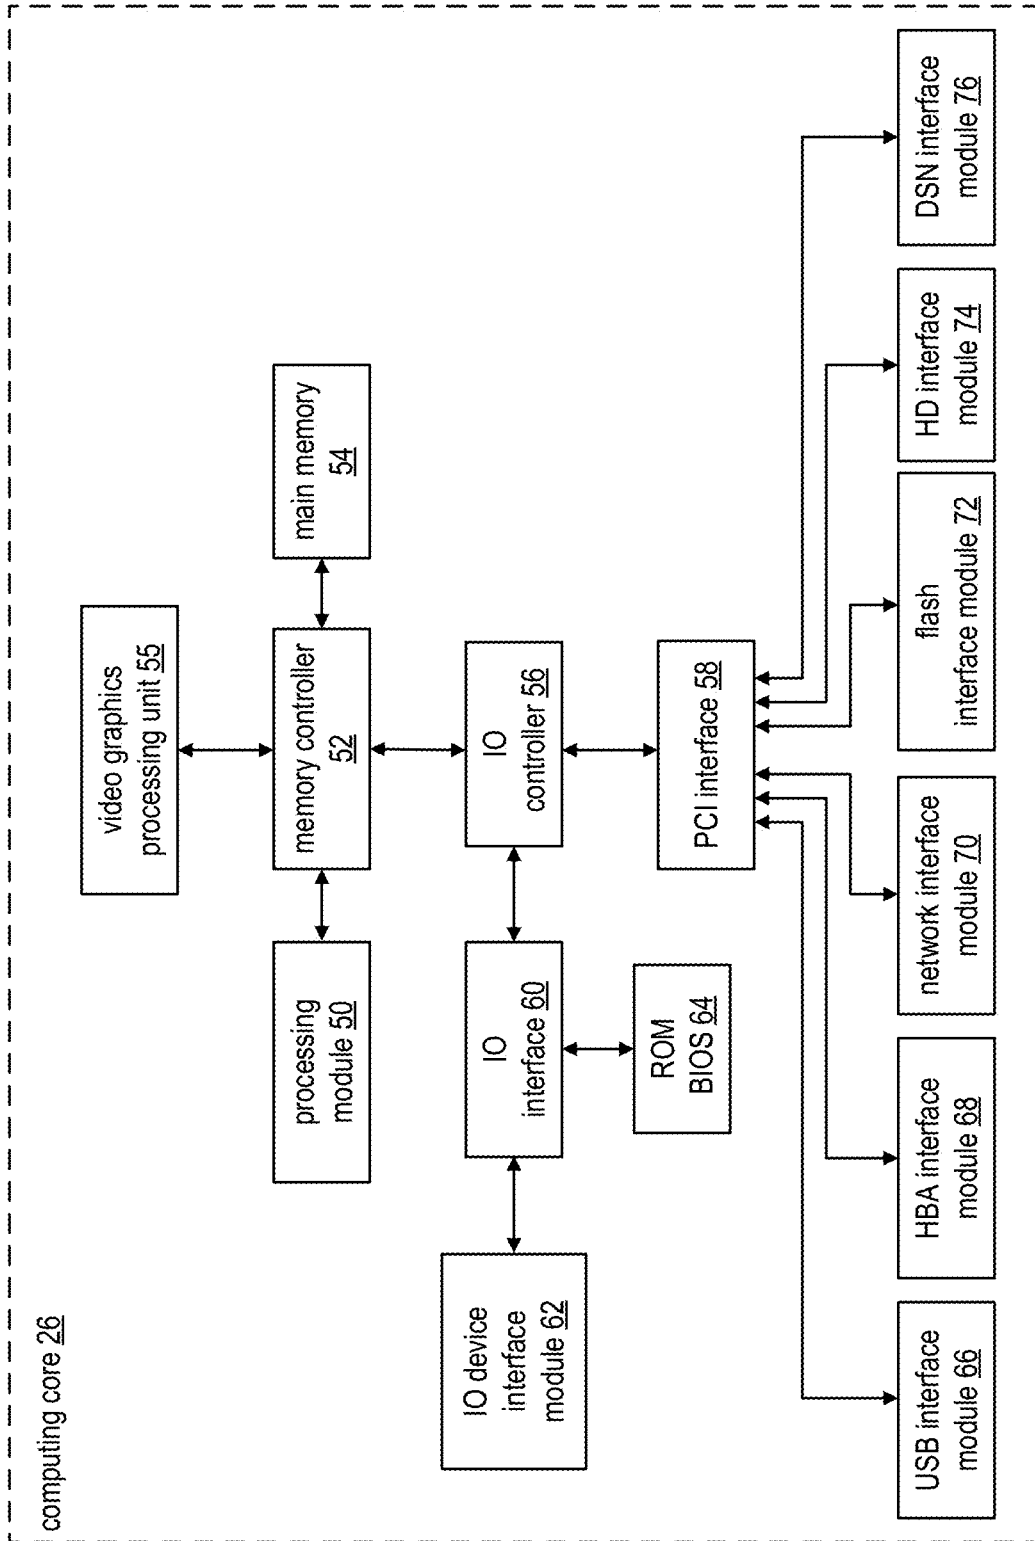 computing core 26
video graphics
processing unit 55
processing
module 50
memory controller
52
main memory
54
IO device
interface
module 62
IO
interface 60
IO
controller 56
ROM
BIOS 64
PCI interface 58
USB interface
module 66
HBA interface
module 68
network interface
module 70
flash
interface module 72
HD interface
module 74
DSN interface
module 76